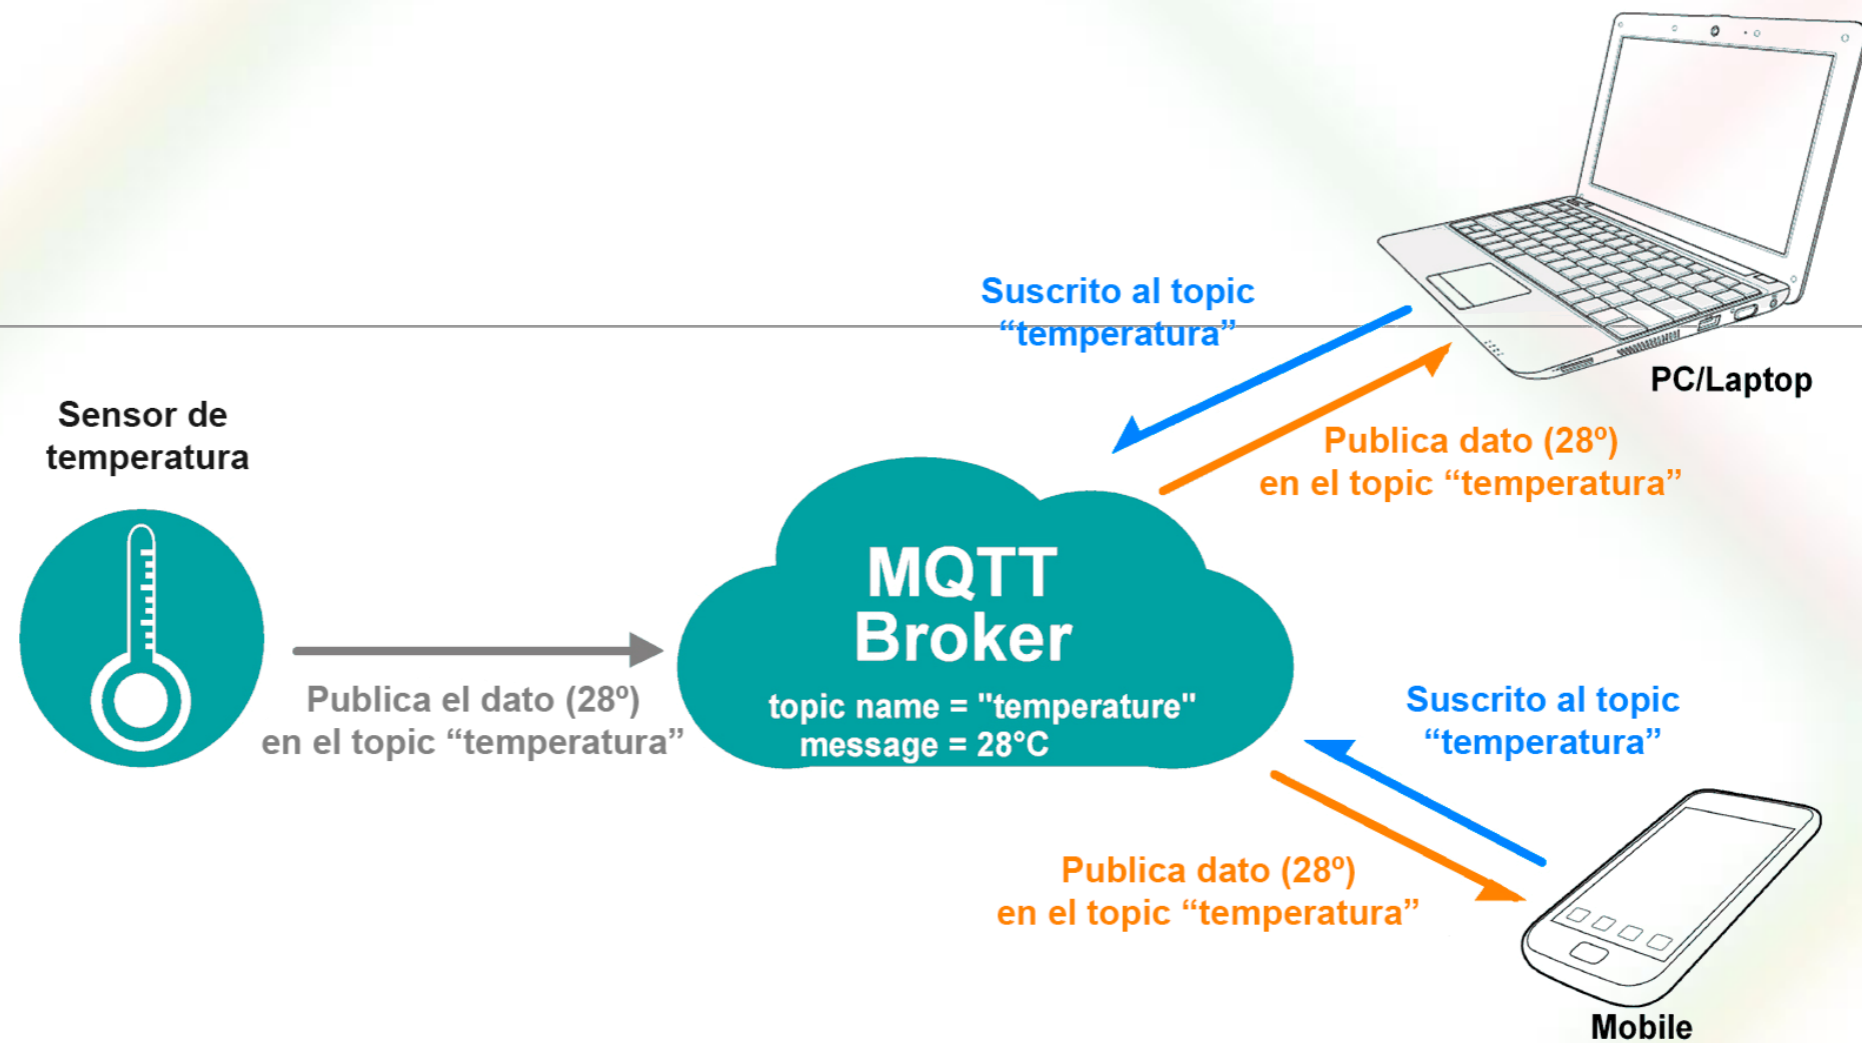 Suscrito al topic
“temperatura”
PC/Laptop
Sensor de
temperatura
Publica dato (28º)
en el topic “temperatura”
MQTT
Broker
topic name = "temperature"
message = 28°C
Publica el dato (28º)
en el topic “temperatura”
Suscrito al topic
“temperatura”
Publica dato (28º)
en el topic “temperatura”
Mobile